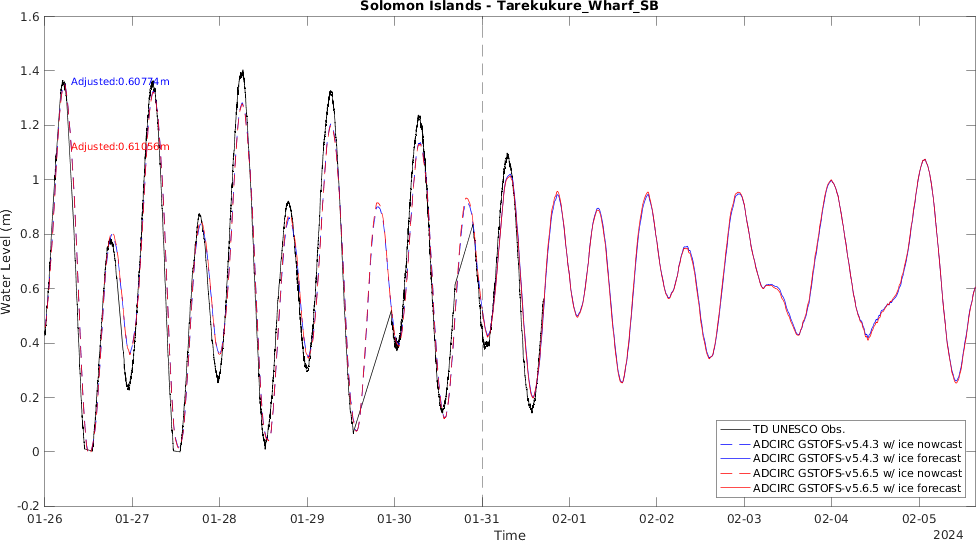 Solomon Islands - Tarekukure_Wharf_SB
1.6
1.4
1.2
1
0.8
0.6
0.4
0.2
0
-0.2
Water Level (m)
Adjusted:0.60774m
Adjusted:0.61056m
TD UNESCO Obs.
ADCIRC GSTOFS-v5.4.3 w/ ice nowcast
ADCIRC GSTOFS-v5.4.3 w/ ice forecast
ADCIRC GSTOFS-v5.6.5 w/ ice nowcast
ADCIRC GSTOFS-v5.6.5 w/ ice forecast
01-26 01-27 01-28 01-29 01-30 01-31 02-01 02-02 02-03 02-04 02-05
Time
2024